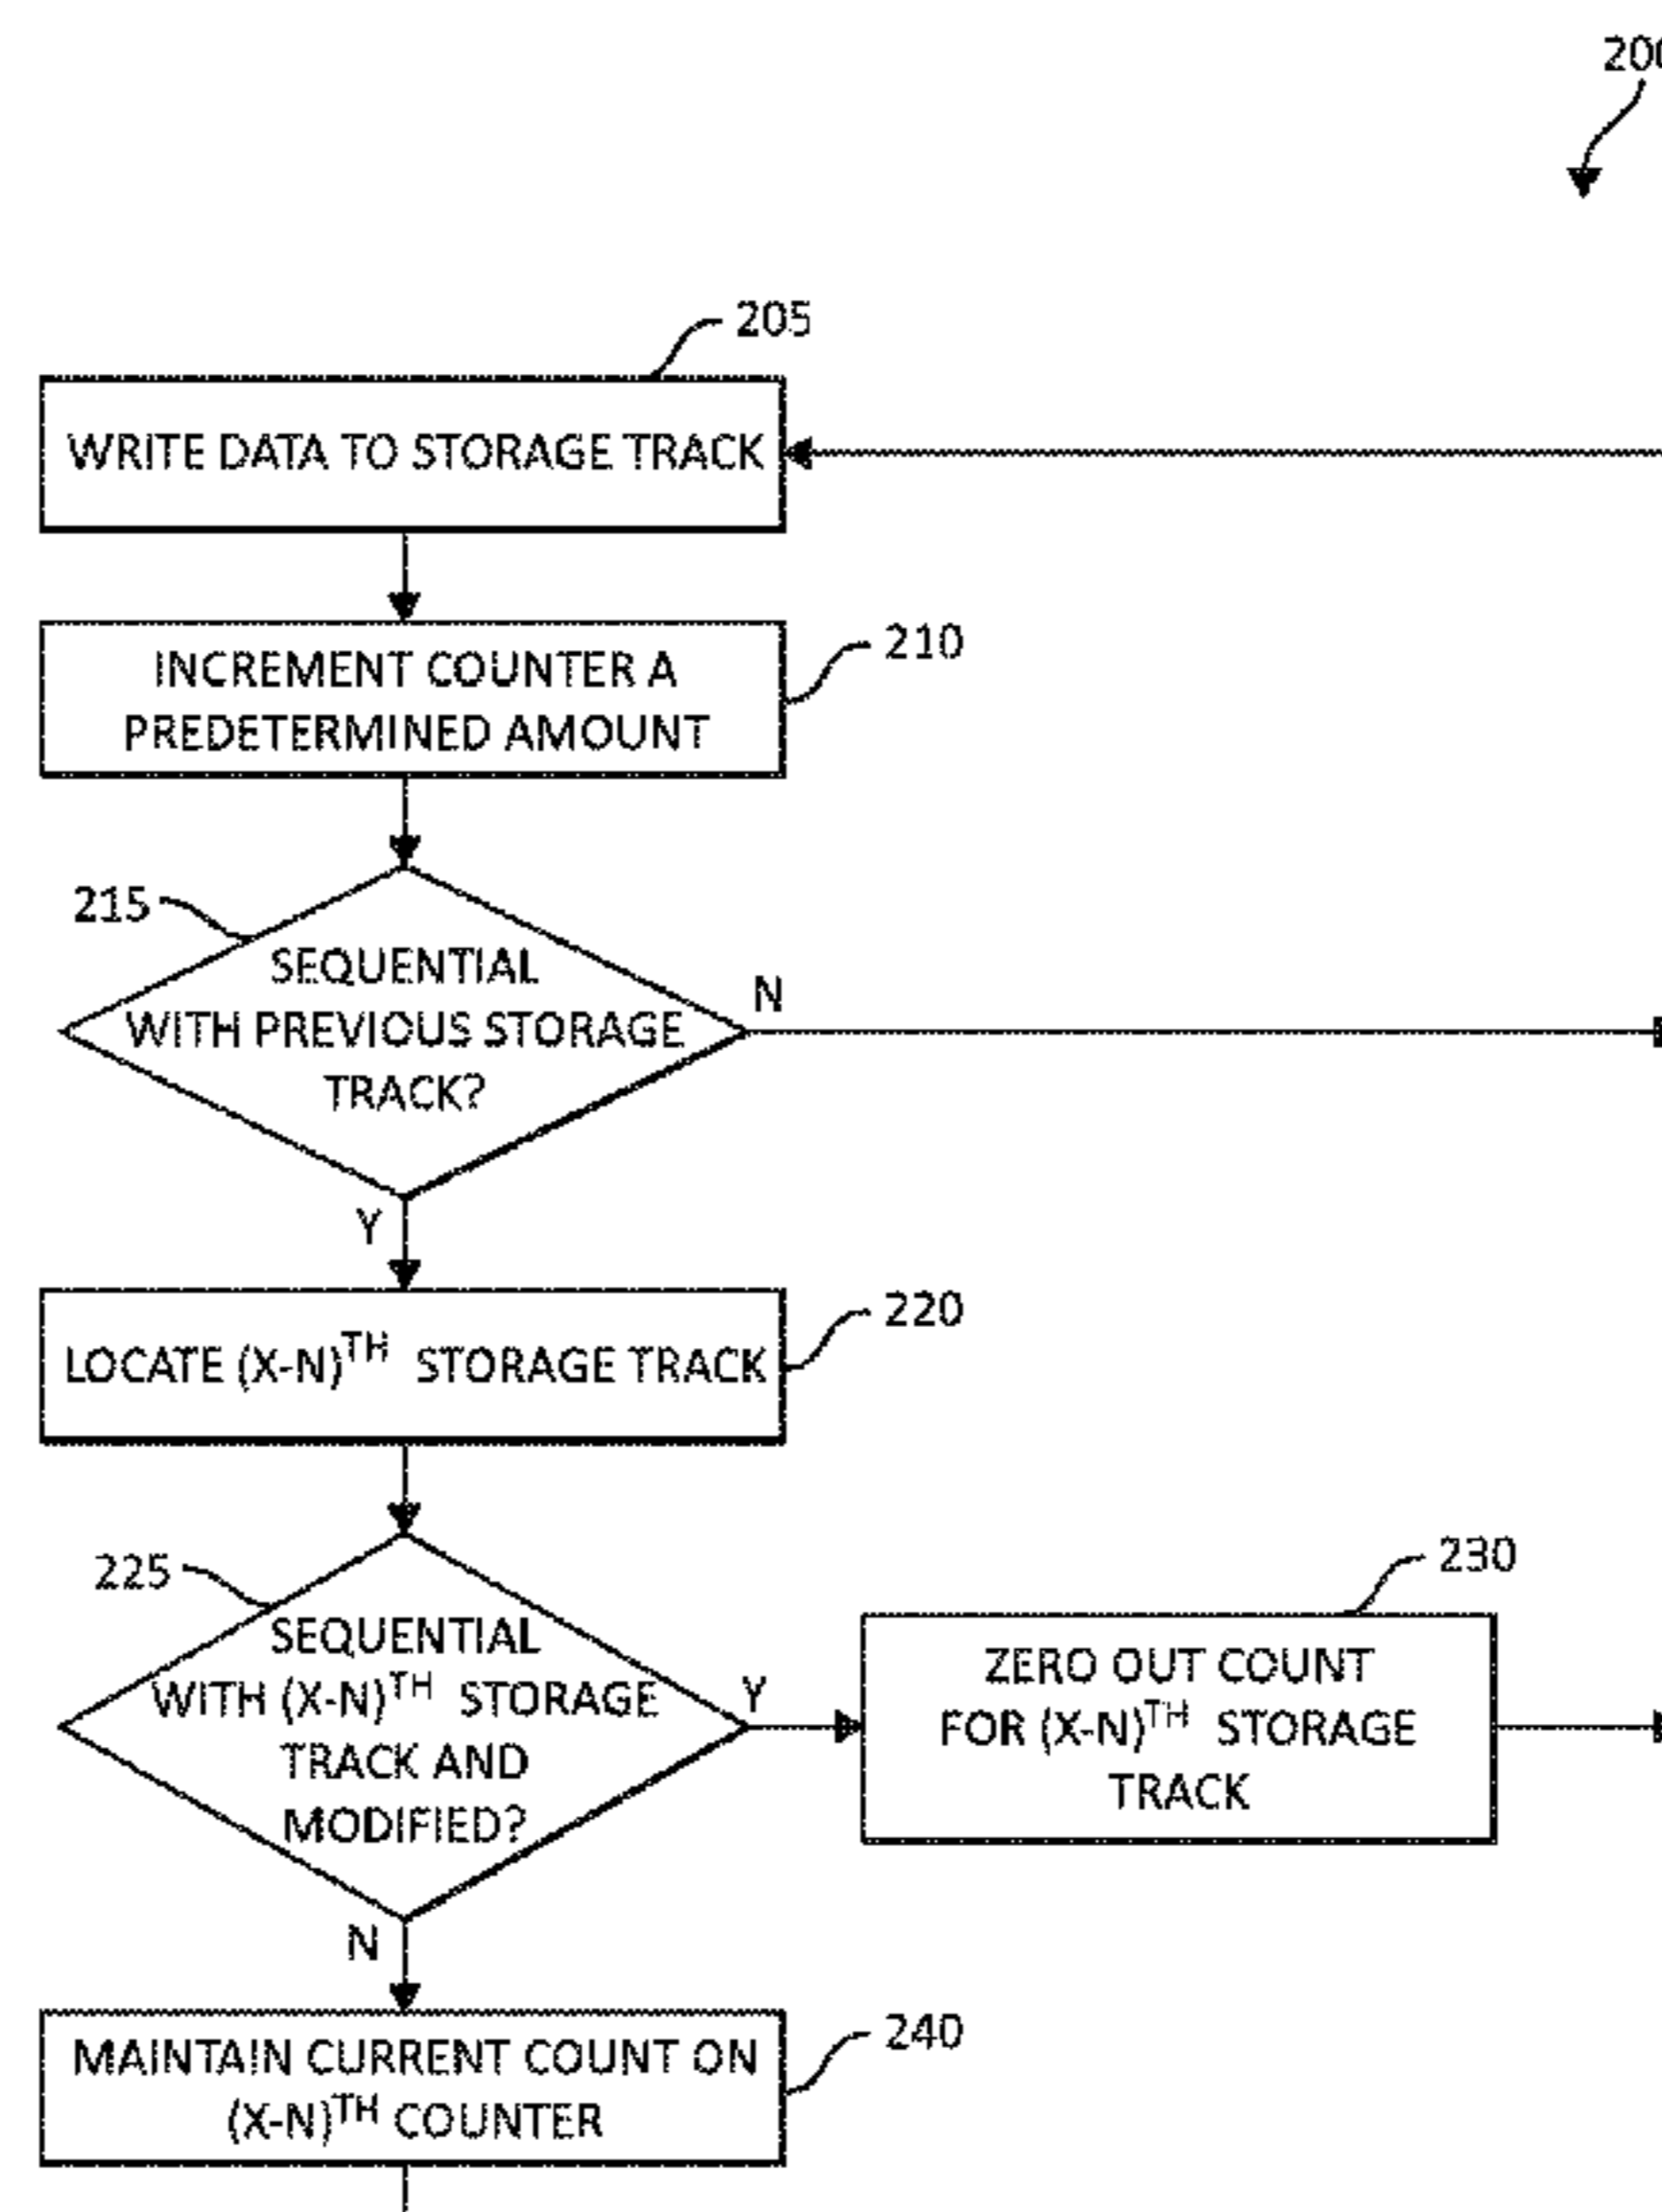 200
205
WRITE DATA TO STORAGE TRACK
210
INCREMENT COUNTER A
PREDETERMINED AMOUNT
215
SEQUENTIAL
WITH PREVIOUS STORAGE
TRACK?
N
Y
220
LOCATE (X-N)TH STORAGE TRACK
225
SEQUENTIAL
WITH (X-N)TH STORAGE
TRACK AND
MODIFIED?
Y
N
230
ZERO OUT COUNT
FOR (X-N)TH STORAGE
TRACK
240
MAINTAIN CURRENT COUNT ON
(X-N)TH COUNTER